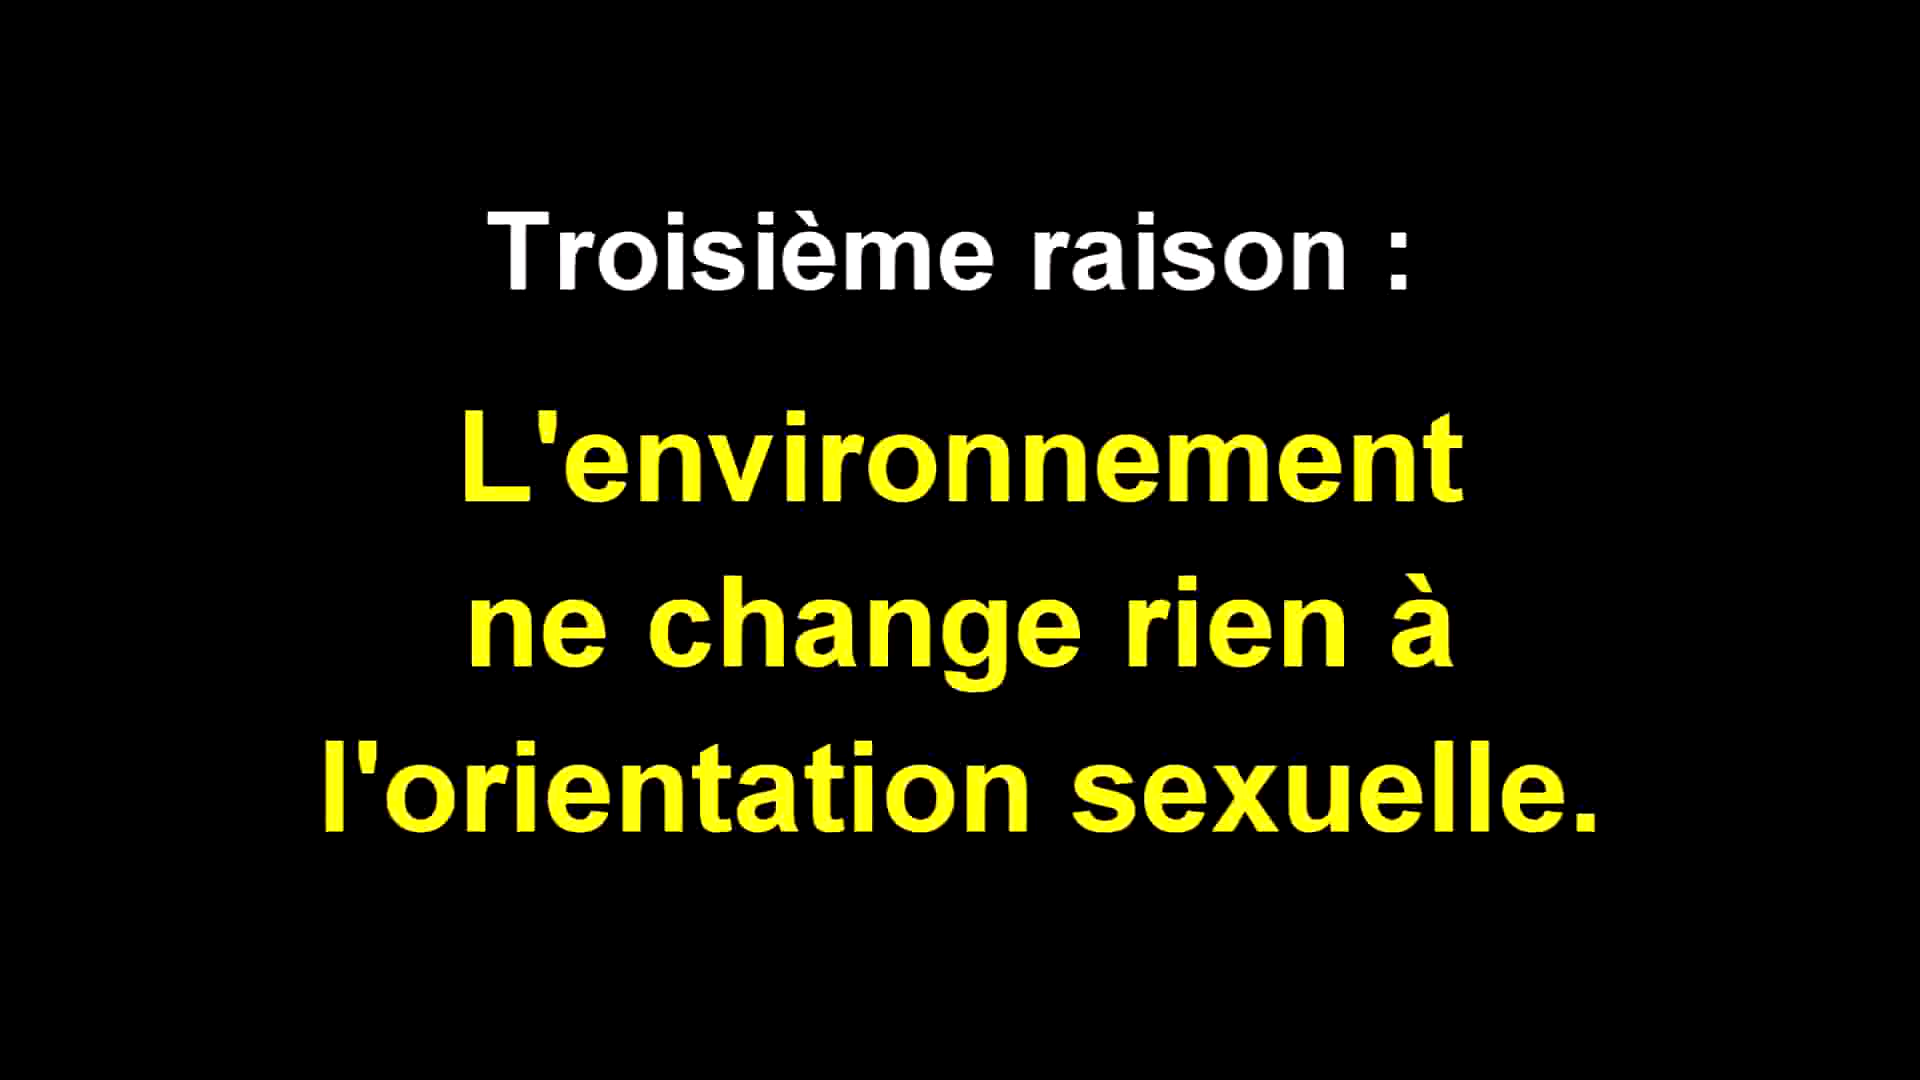 Troisième raison :
L'environnement
ne change rien à
l'orientation sexuelle.